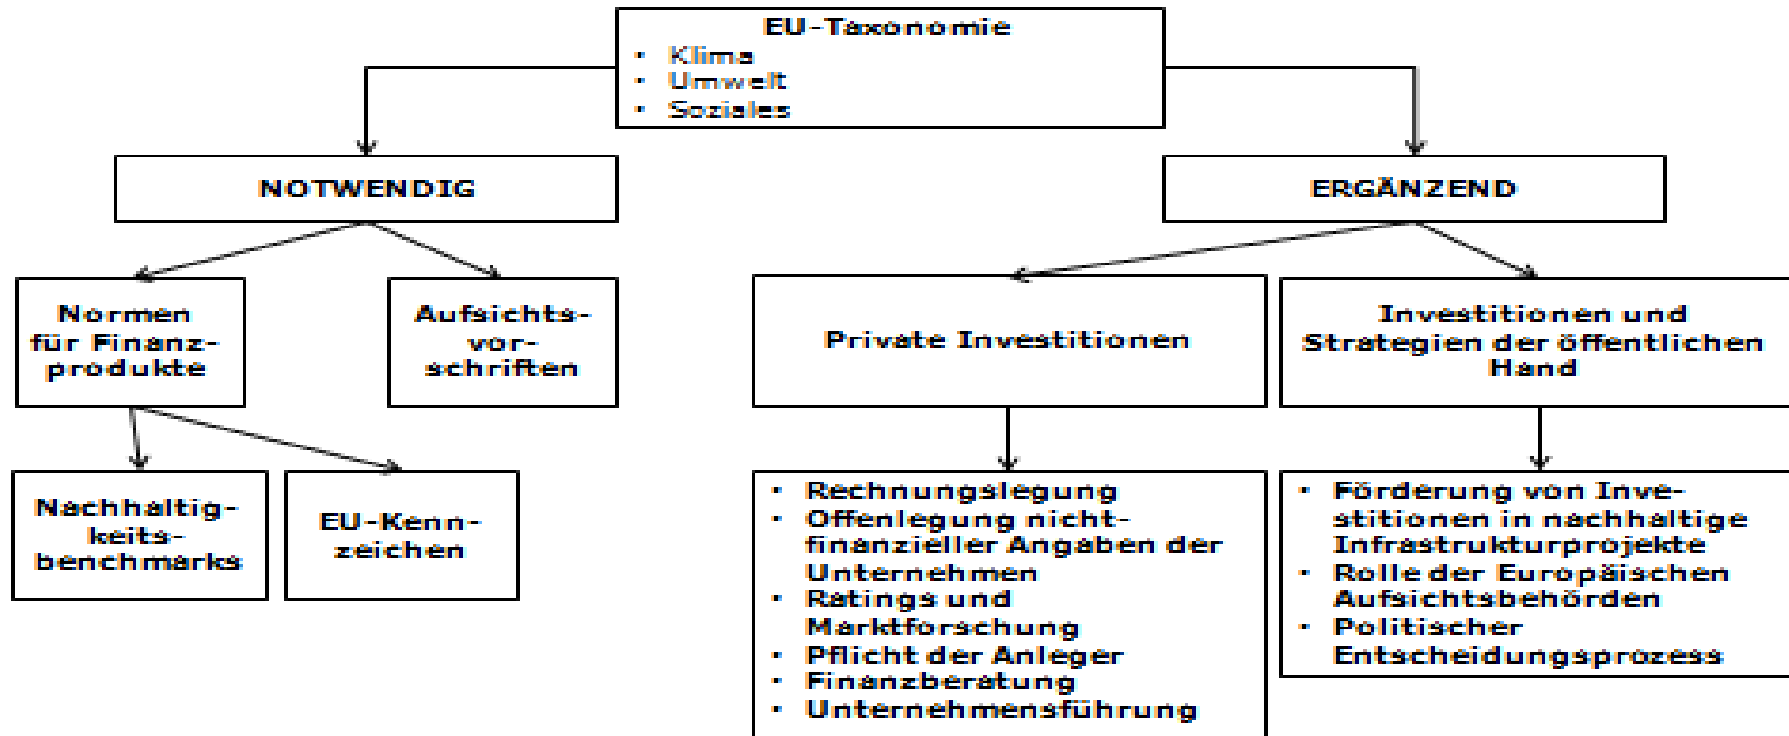 EU-Taxonomie
• Klima
• Umwelt
• Soziales
NOTWENDIG
ERGÄNZEND
Normen
für Finanz-
produkte
Aufsichts-
vor-
schriften
Private Investitionen
Investitionen und
Strategien der öffentlichen
Hand
Nachhaltig-
keits-
benchmarks
EU-Kenn-
zeichen
• Rechnungslegung
• Offenlegung nicht-
finanzieller Angaben der
Unternehmen
• Ratings und
Marktforschung
• Pflicht der Anleger
• Finanzberatung
• Unternehmensführung
• Förderung von Inve-
stitionen in nachhaltige
Infrastrukturprojekte
• Rolle der Europäischen
Aufsichtsbehörden
• Politischer
Entscheidungsprozess